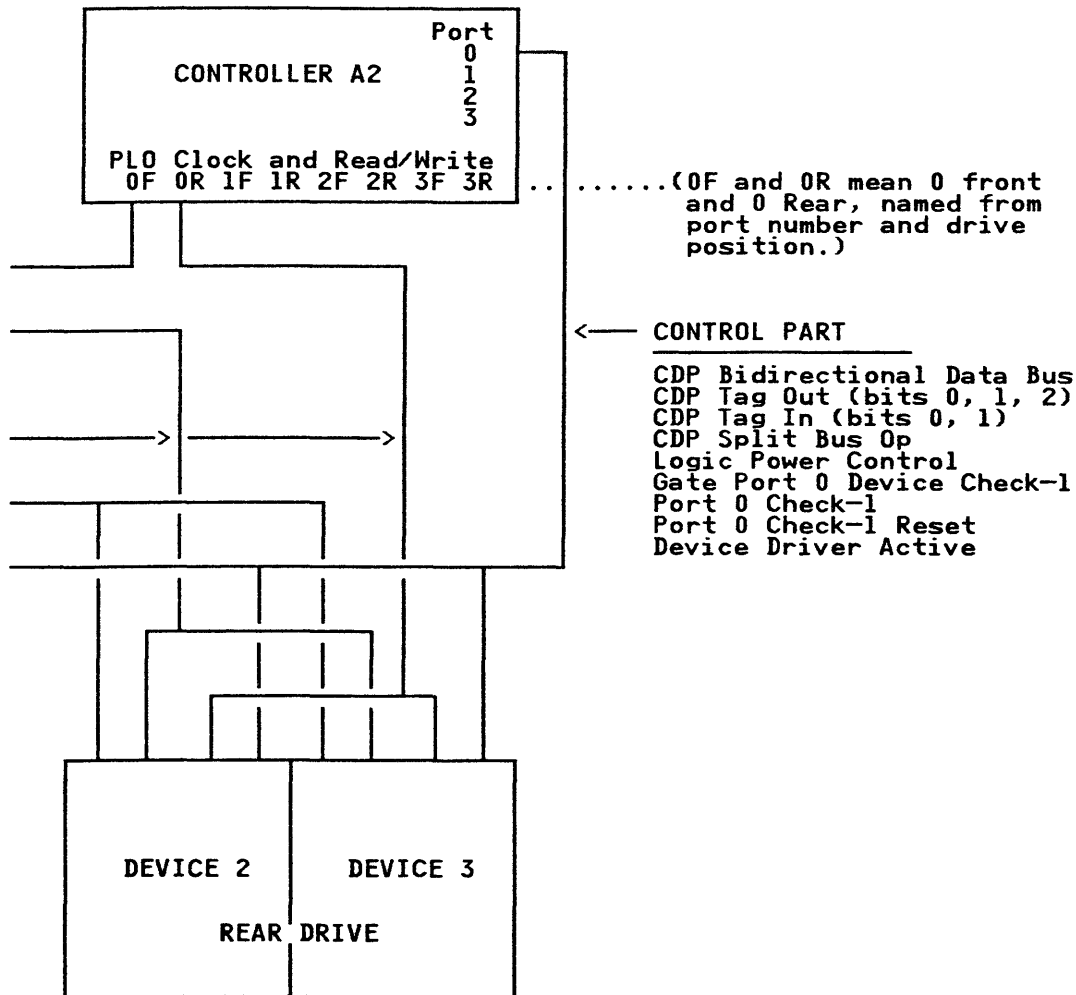 Port
0
CONTROLLER A2
1
2
3
PLO Clock and Read/Write
0F 0R 1F 1R 2F 2R 3F 3R
.. ......(0F and 0R mean 0 front
and 0 Rear, named from
port number and drive
position.)
<—— CONTROL PART
CDP Bidirectional Data Bus
CDP Tag Out (bits 0, 1, 2)
CDP Tag In (bits 0, 1)
CDP Split Bus Op
Logic Power Control
Gate Port 0 Device Check-1
Port 0 Check-1
Port 0 Check-1 Reset
Device Driver Active
DEVICE 2
DEVICE 3
REAR DRIVE